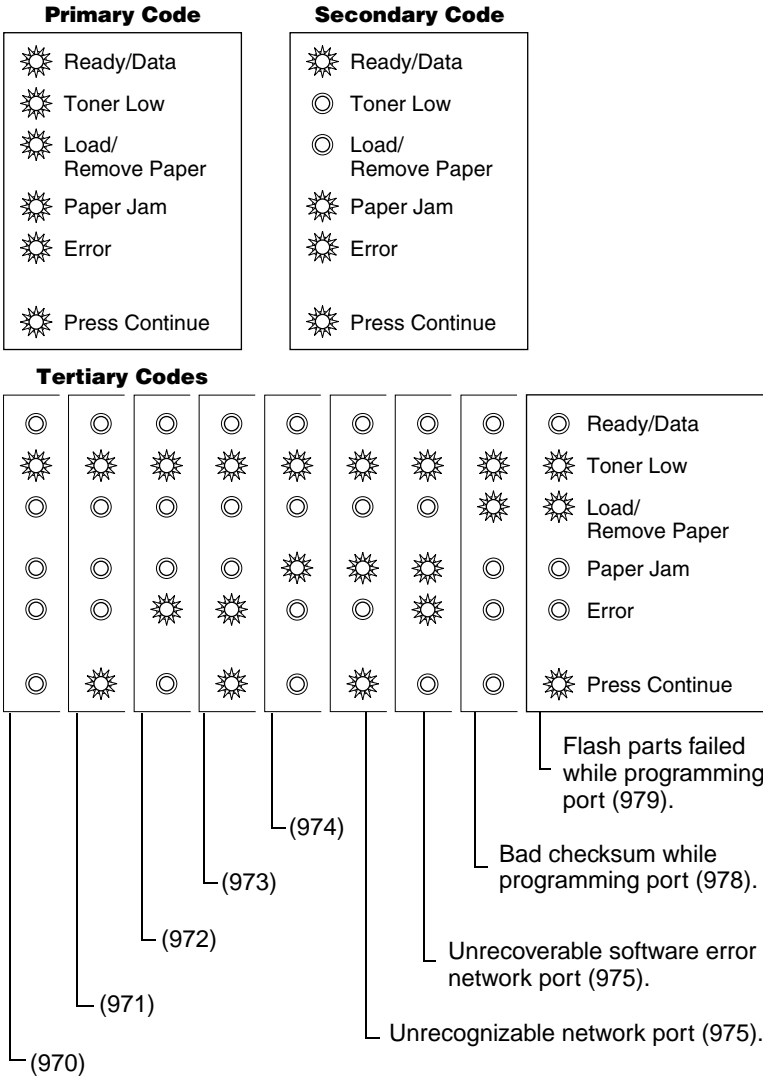 Primary Code
Secondary Code
Ready/Data
Toner Low
Load/
Remove Paper
Paper Jam
Error
Press Continue
Ready/Data
Toner Low
Load/
Remove Paper
Paper Jam
Error
Press Continue
Tertiary Codes
Ready/Data
Toner Low
Load/
Remove Paper
Paper Jam
Error
Press Continue
Flash parts failed
while programming
port (979).
(974)
Bad checksum while
programming port (978).
(973)
(972)
Unrecoverable software error
network port (975).
(971)
Unrecognizable network port (975).
(970)